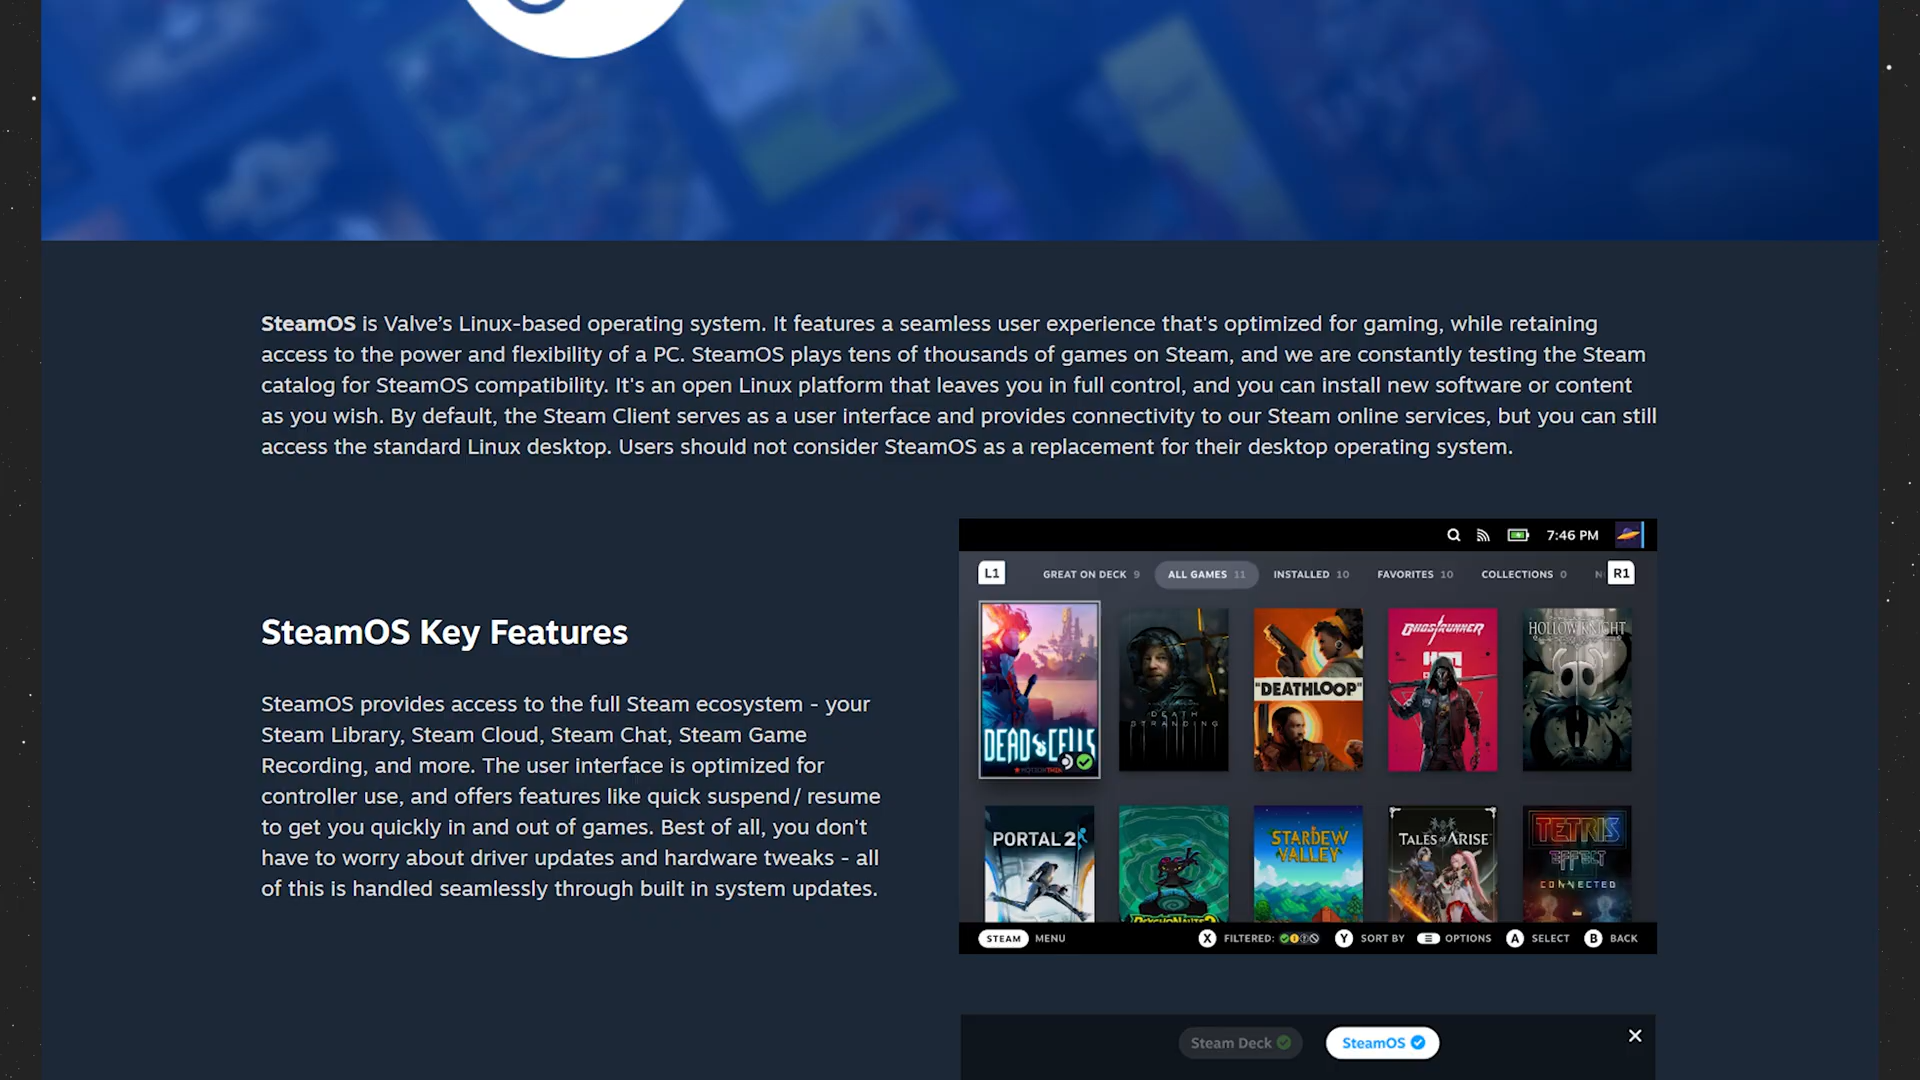 SteamOS is Valve’s Linux-based operating system. It features a seamless user experience that's optimized for gaming, while retaining
access to the power and flexibility of a PC. SteamOS plays tens of thousands of games on Steam, and we are constantly testing the Steam
catalog for SteamOS compatibility. It's an open Linux platform that leaves you in full control, and you can install new software or content
as you wish. By default, the Steam Client serves as a user interface and provides connectivity to our Steam online services, but you can still
access the standard Linux desktop. Users should not consider SteamOS as a replacement for their desktop operating system.
SteamOS Key Features
SteamOS provides access to the full Steam ecosystem - your
Steam Library, Steam Cloud, Steam Chat, Steam Game
Recording, and more. The user interface is optimized for
controller use, and offers features like quick suspend / resume
to get you quickly in and out of games. Best of all, you don't
have to worry about driver updates and hardware tweaks - all
of this is handled seamlessly through built in system updates.
7:46 PM
L1 GREAT ON DECK 9 ALL GAMES 11 INSTALLED 10 FAVORITES 10 COLLECTIONS 0 N R1
DEAD CELLS
DEATH
STRANDING
"DEATHLOOP"
GHOSTRUNNER
HOLLOW KNIGHT
PORTAL 2
STARDEW
VALLEY
TALES of ARISE
TETRIS
EFFECT
CONNECTED
STEAM MENU X FILTERED: Y SORT BY OPTIONS A SELECT B BACK
Steam Deck SteamOS